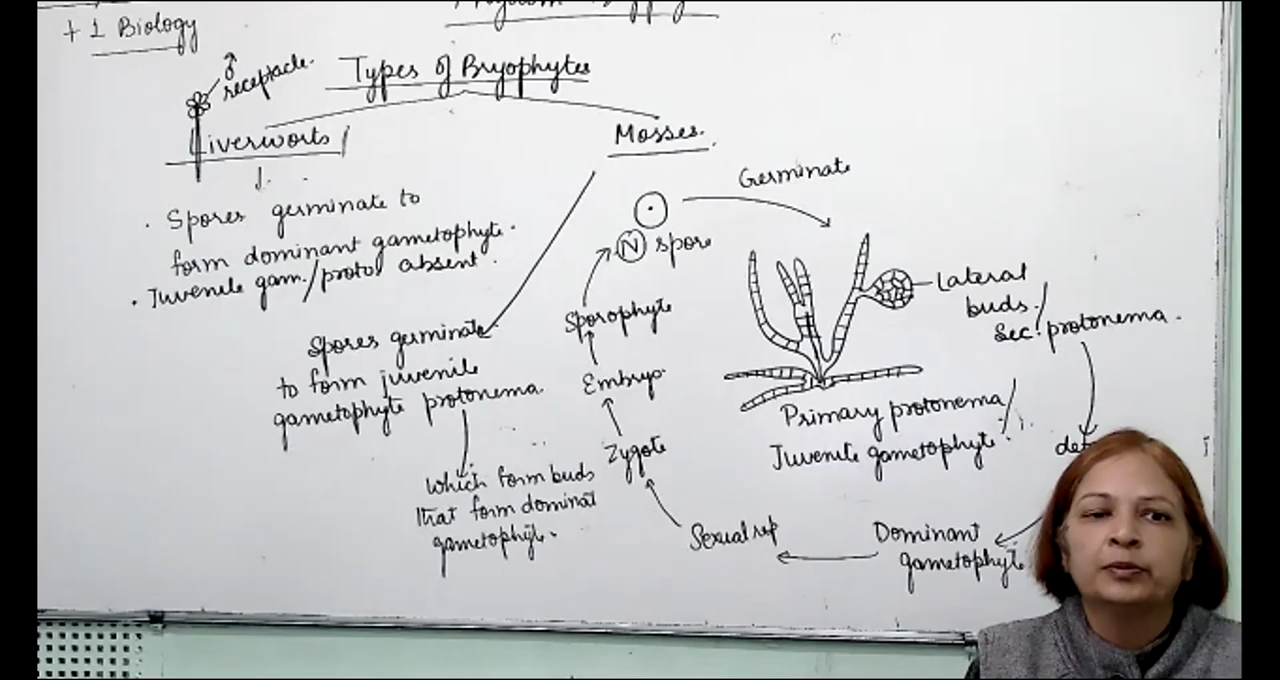 + 1 Biology
♂
receptacle.
Types of Bryophytes
Liverworts
Mosses.
. Spores germinate to
form dominant gametophyte.
. Juvenile gam./proto absent.
Spores germinate
to form juvenile
gametophyte protonema.
which form buds
that form dominat
gametophyte.
Germinate
N spore
Sporophyte
Embryo.
Zygote
Sexual rep
Dominant
gametophyte
Lateral
buds./
Sec. protonema.
Primary protonema/
Juvenile gametophyte.